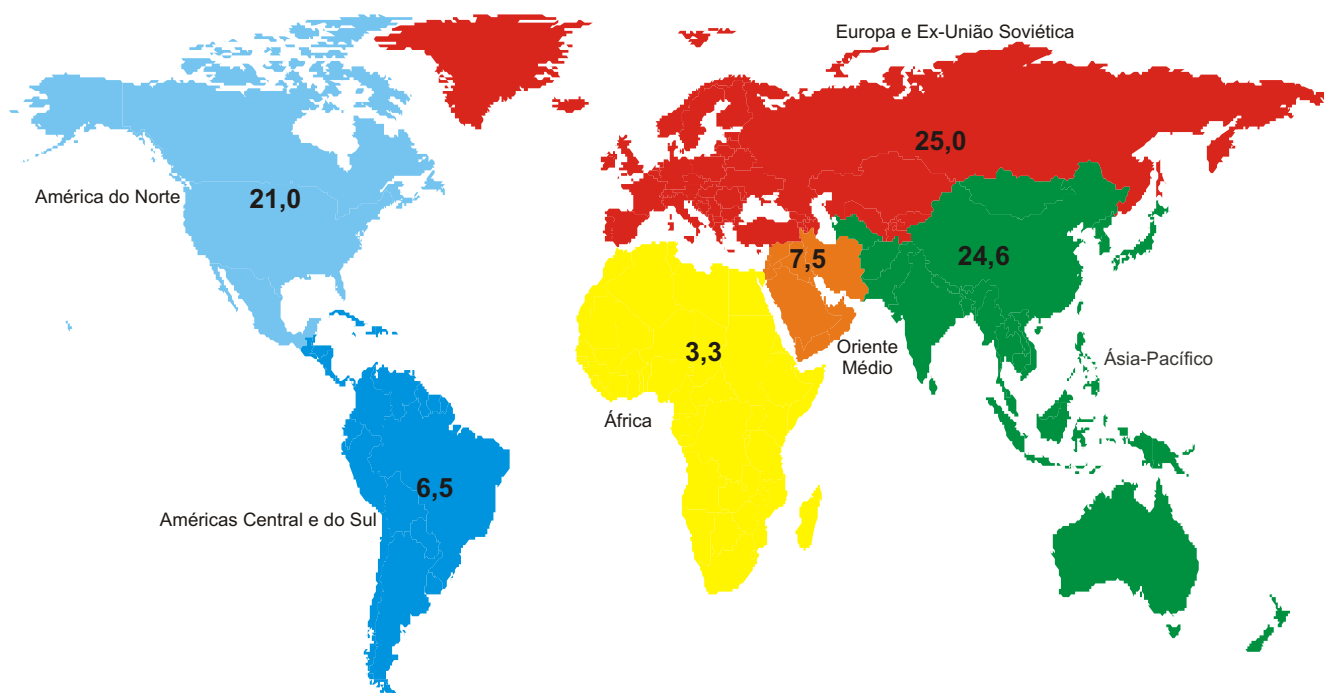 Europa e Ex-União Soviética
25,0
América do Norte
21,0
7,5
24,6
3,3
Oriente
Médio
Ásia-Pacífico
África
6,5
Américas Central e do Sul